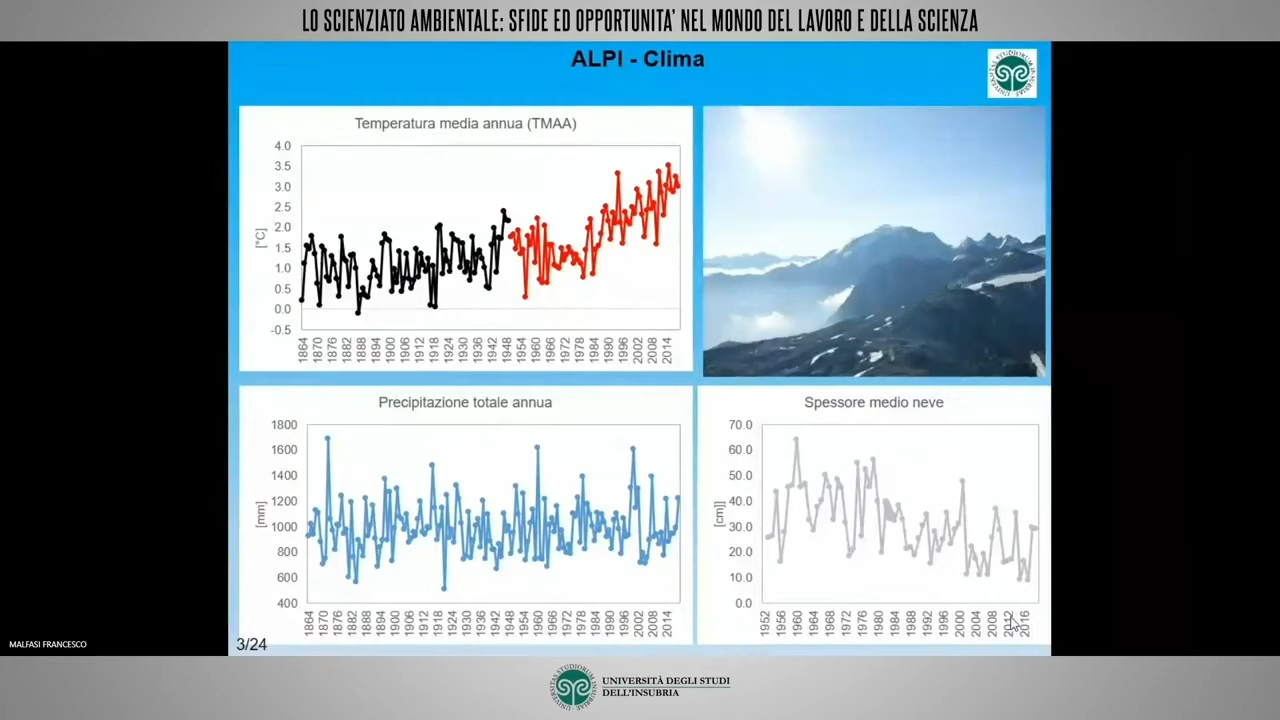 LO SCIENZIATO AMBIENTALE: SFIDE ED OPPORTUNITA' NEL MONDO DEL LAVORO E DELLA SCIENZA
ALPI - Clima
Temperatura media annua (TMAA)
4.0
3.5
3.0
2.5
2.0
1.5
1.0
0.5
0.0
-0.5
[°C]
1864 1870 1876 1882 1888 1894 1900 1906 1912 1918 1924 1930 1936 1942 1948 1954 1960 1966 1972 1978 1984 1990 1996 2002 2008 2014
Precipitazione totale annua
1800
1600
1400
1200
1000
800
600
400
[mm]
1864 1870 1876 1882 1888 1894 1900 1906 1912 1918 1924 1930 1936 1942 1948 1954 1960 1966 1972 1978 1984 1990 1996 2002 2008 2014
Spessore medio neve
70.0
60.0
50.0
40.0
30.0
20.0
10.0
0.0
[cm]
1952 1956 1960 1964 1968 1972 1976 1980 1984 1988 1992 1996 2000 2004 2008 2012 2016
3/24
MALFASI FRANCESCO
UNIVERSITÀ DEGLI STUDI
DELL'INSUBRIA